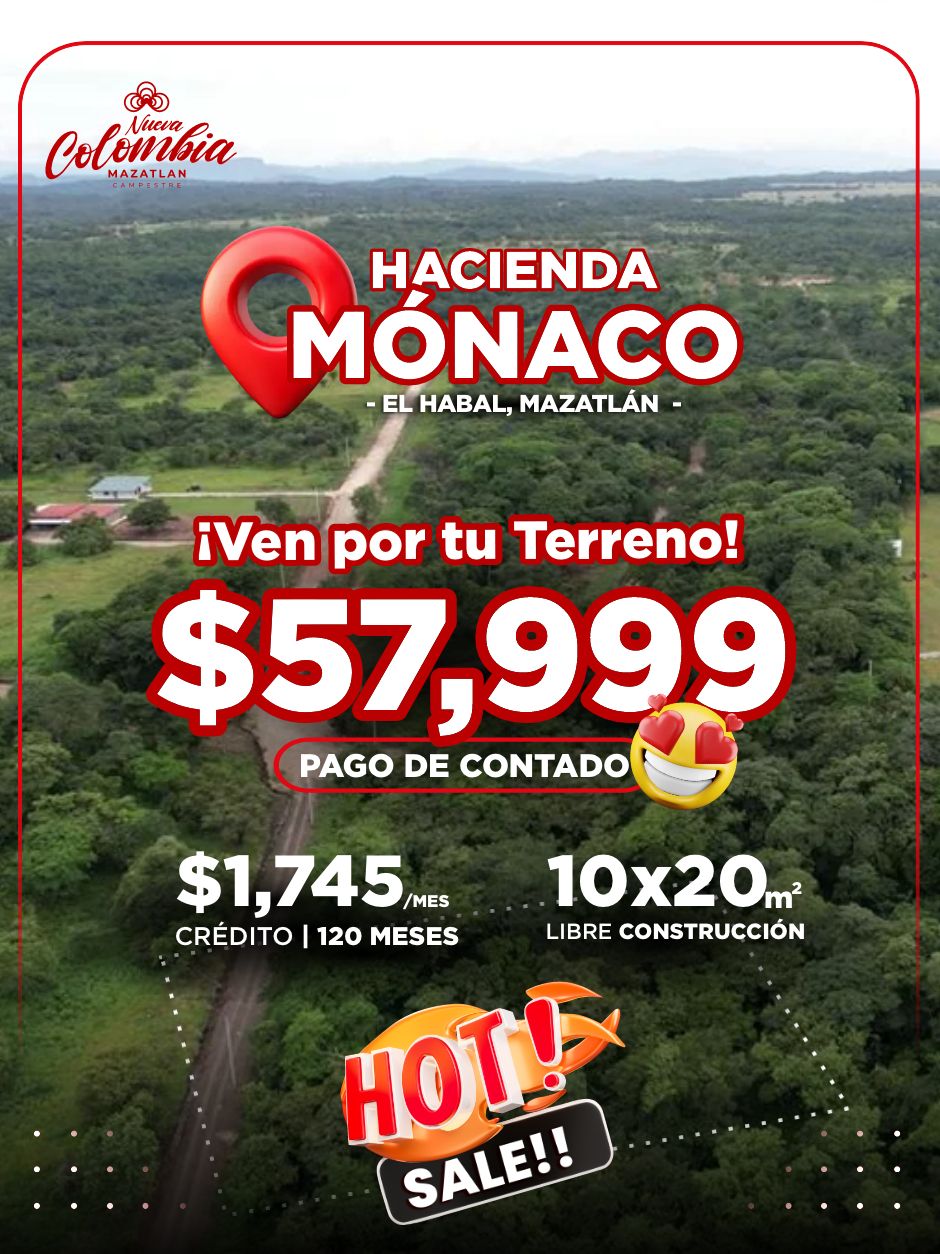 Nueva
Colombia
MAZATLAN
CAMPESTRE
HACIENDA
MÓNACO
- EL HABAL, MAZATLÁN -
¡Ven por tu Terreno!
$57,999
PAGO DE CONTADO
$1,745/MES
CRÉDITO | 120 MESES
10x20m²
LIBRE CONSTRUCCIÓN
HOT!
SALE!!